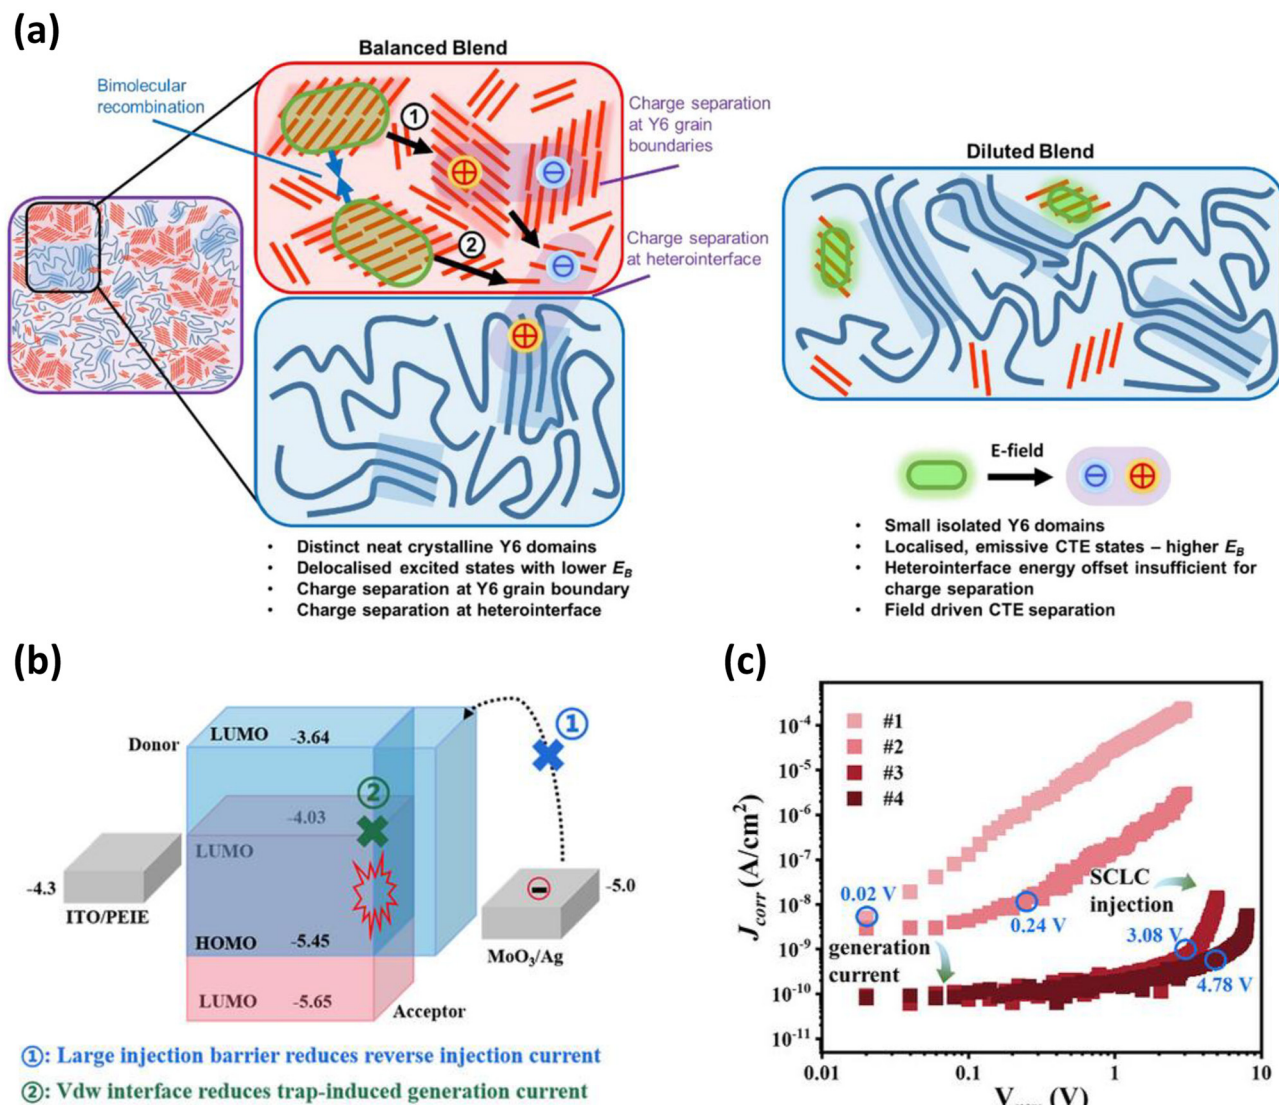 (a)
Balanced Blend
Bimolecular
recombination
①
②
Charge separation
at Y6 grain
boundaries
Charge separation
at heterointerface
Diluted Blend
E-field
• Distinct neat crystalline Y6 domains
• Delocalised excited states with lower E_B
• Charge separation at Y6 grain boundary
• Charge separation at heterointerface
• Small isolated Y6 domains
• Localised, emissive CTE states – higher E_B
• Heterointerface energy offset insufficient for
charge separation
• Field driven CTE separation
(b)
Donor
LUMO -3.64
①
②
-4.03
LUMO
-4.3
ITO/PEIE
-5.0
MoO₃/Ag
HOMO -5.45
LUMO -5.65
Acceptor
①: Large injection barrier reduces reverse injection current
②: Vdw interface reduces trap-induced generation current
(c)
J_corr (A/cm²)
10⁻⁴
10⁻⁵
10⁻⁶
10⁻⁷
10⁻⁸
10⁻⁹
10⁻¹⁰
10⁻¹¹
#1
#2
#3
#4
0.02 V
0.24 V
SCLC
injection
3.08 V
4.78 V
generation
current
0.01 0.1 1 10
(V)